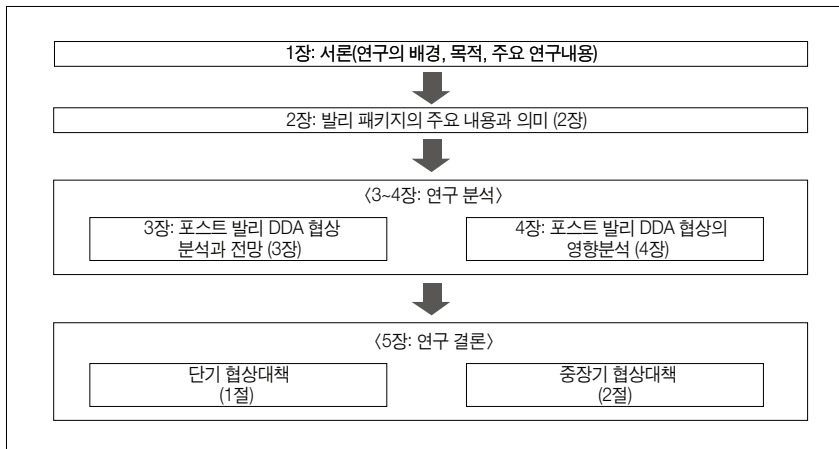 1장: 서론(연구의 배경, 목적, 주요 연구내용)
2장: 발리 패키지의 주요 내용과 의미 (2장)
〈3~4장: 연구 분석〉
3장: 포스트 발리 DDA 협상
분석과 전망 (3장)
4장: 포스트 발리 DDA 협상의
영향분석 (4장)
〈5장: 연구 결론〉
단기 협상대책
(1절)
중장기 협상대책
(2절)